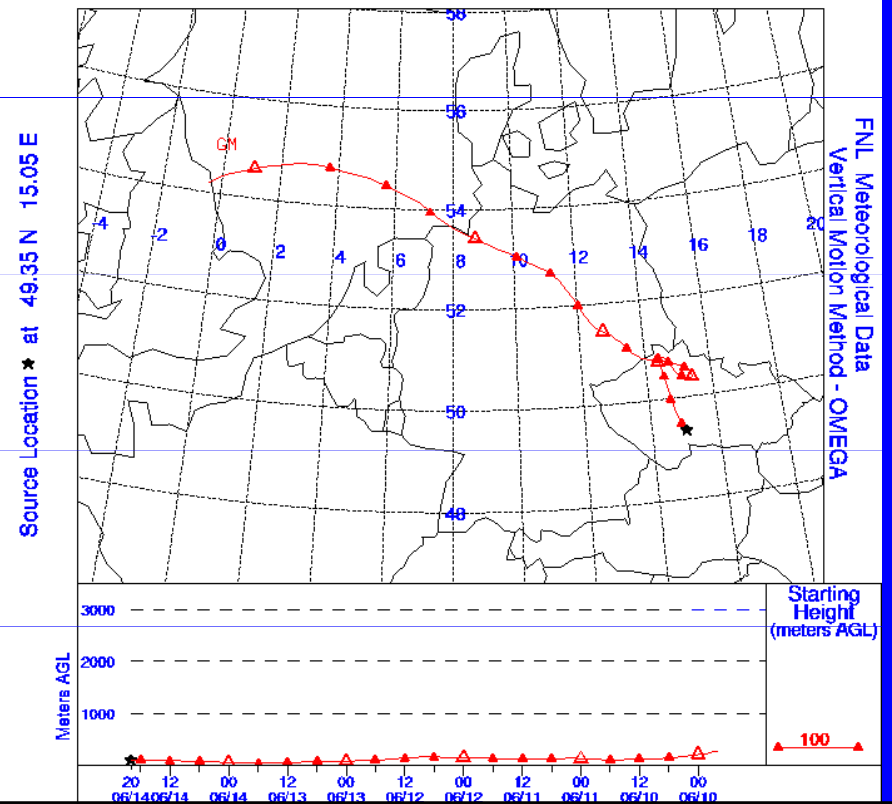 Source Location ★ at 49.35 N 15.05 E
FNL Meteorological Data
Vertical Motion Method - OMEGA
58
56
54
52
50
48
GM
-4 -2 0 2 4 6 8 10 12 14 16 18 20
Meters AGL
3000
2000
1000
20 12 00 12 00 12 00 12 00 12 00
06/14 06/14 06/14 06/13 06/13 06/12 06/12 06/11 06/11 06/10 06/10
Starting
Height
(meters AGL)
100